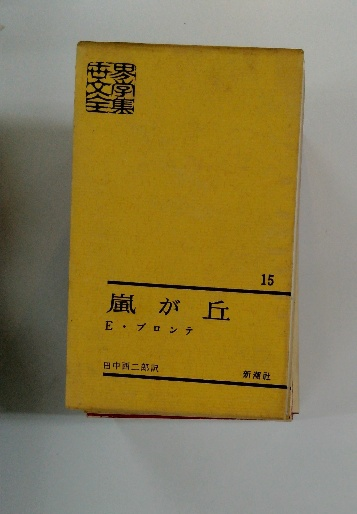 世界文学全集
15
嵐が丘
E・ブロンテ
田中西二郎訳
新潮社